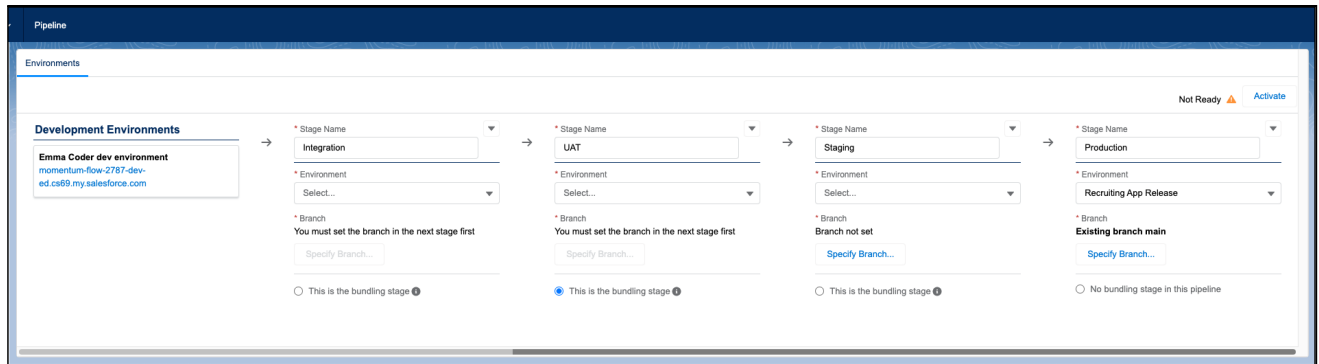 Pipeline
Environments
Not Ready
Activate
Development Environments
Emma Coder dev environment
momentum-flow-2787-dev-
ed.cs69.my.salesforce.com
* Stage Name
Integration
* Environment
Select...
* Branch
You must set the branch in the next stage first
Specify Branch...
This is the bundling stage
* Stage Name
UAT
* Environment
Select...
* Branch
You must set the branch in the next stage first
Specify Branch...
This is the bundling stage
* Stage Name
Staging
* Environment
Select...
* Branch
Branch not set
Specify Branch...
This is the bundling stage
* Stage Name
Production
* Environment
Recruiting App Release
* Branch
Existing branch main
Specify Branch...
No bundling stage in this pipeline